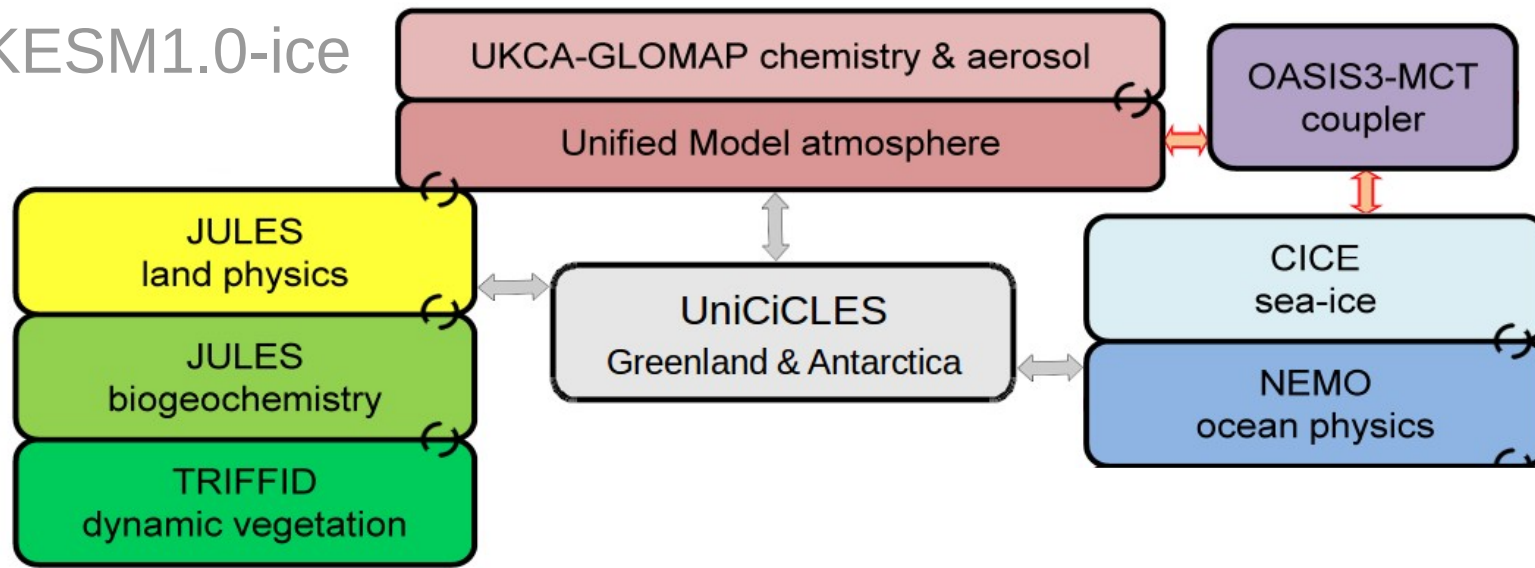 KESM1.0-ice
UKCA-GLOMAP chemistry & aerosol
Unified Model atmosphere
OASIS3-MCT
coupler
JULES
land physics
JULES
biogeochemistry
TRIFFID
dynamic vegetation
UniCiCLES
Greenland & Antarctica
CICE
sea-ice
NEMO
ocean physics